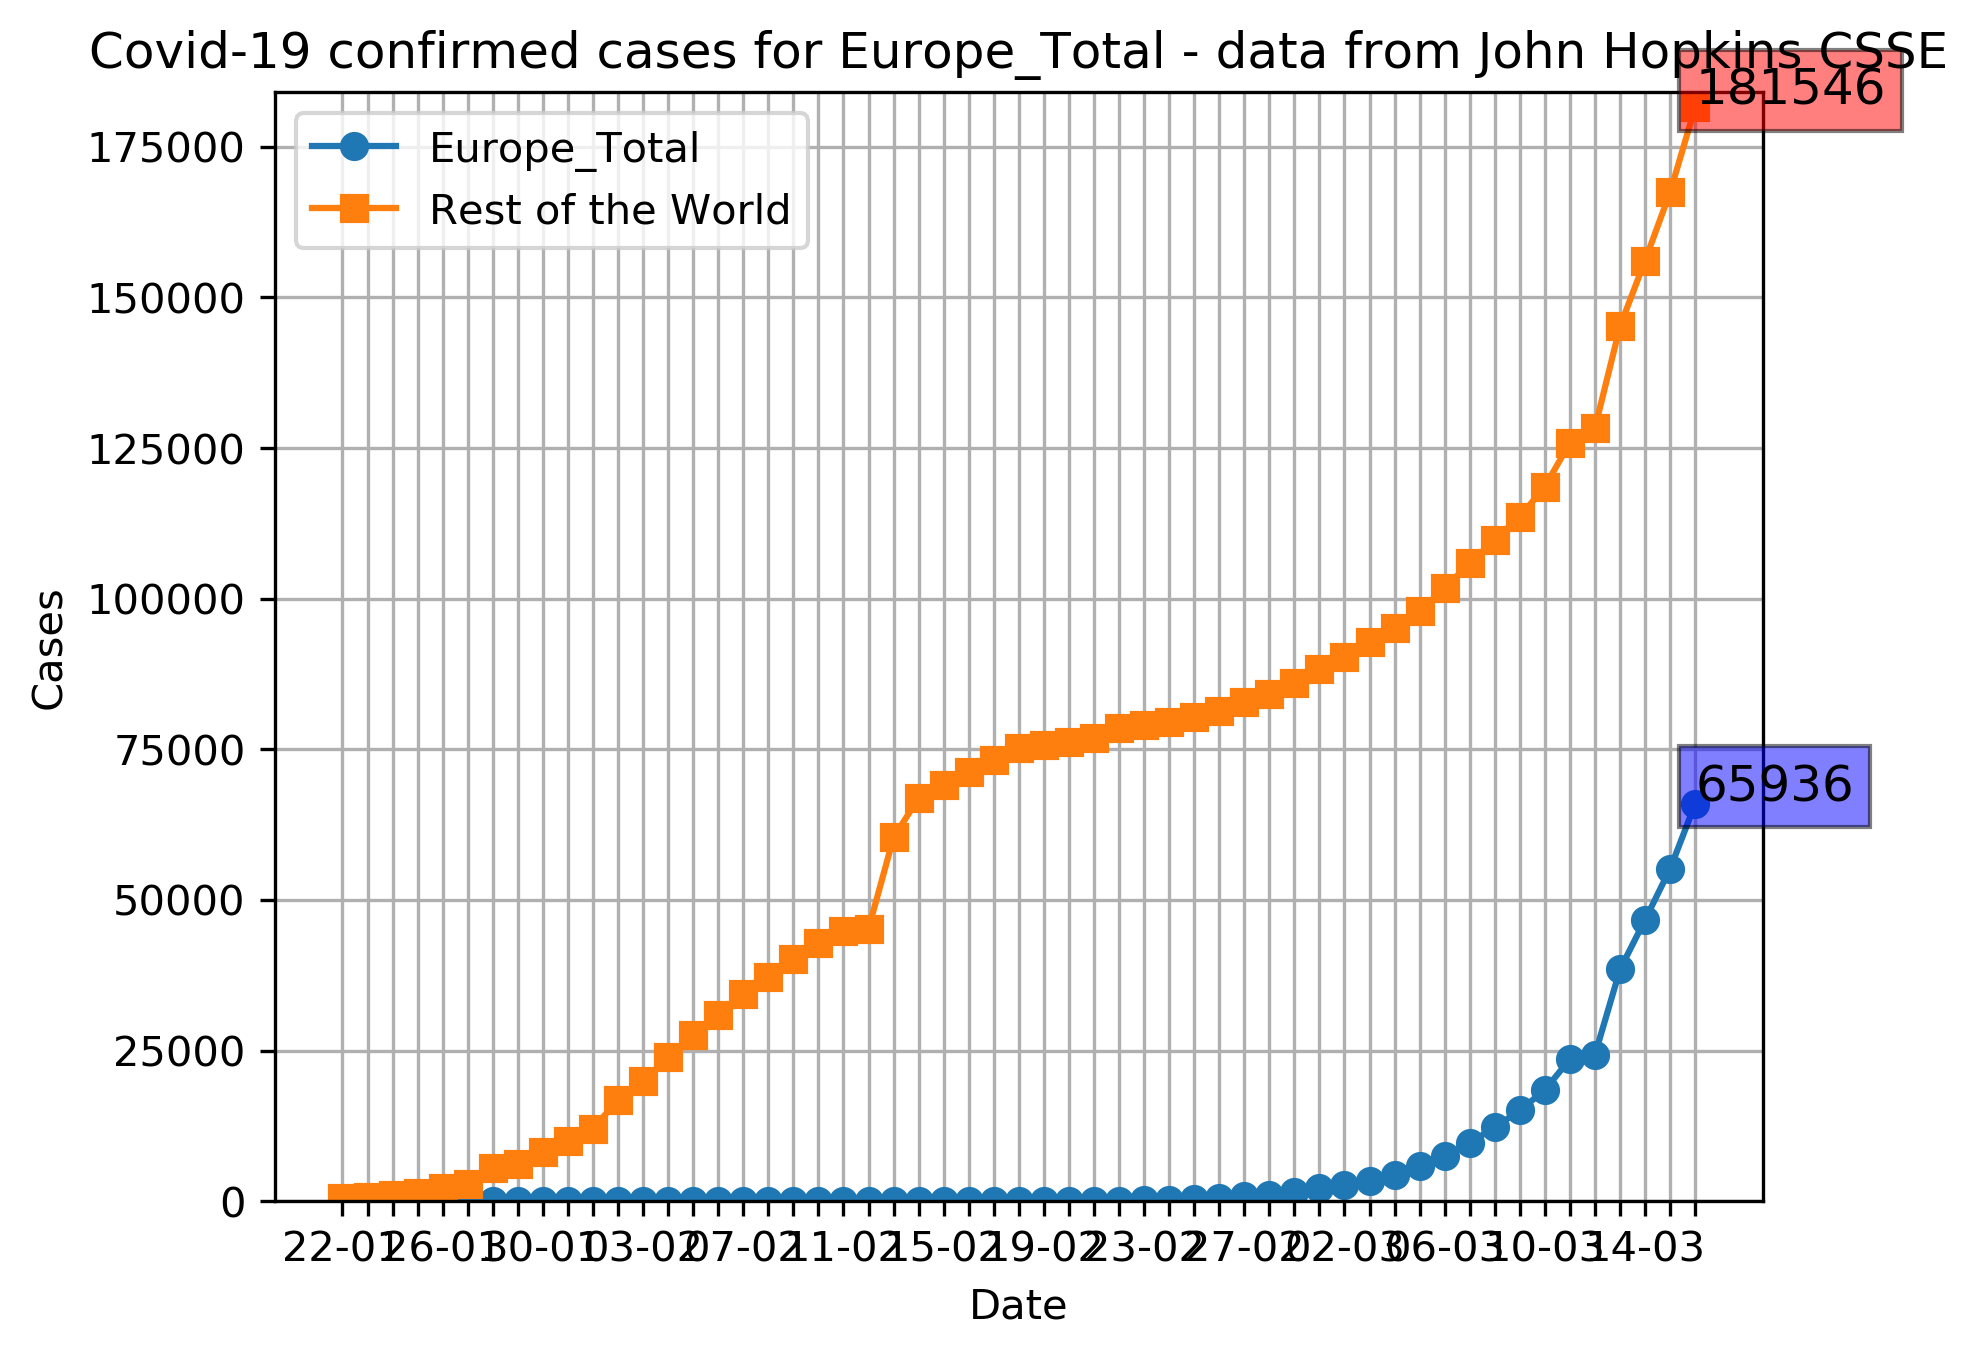 Covid-19 confirmed cases for Europe_Total - data from John Hopkins CSSE
181546
Europe_Total
Rest of the World
175000
150000
125000
100000
75000
50000
25000
0
65936
Cases
22-01 26-01 30-01 03-02 07-02 11-02 15-02 19-02 23-02 27-02 02-03 06-03 10-03 14-03
Date